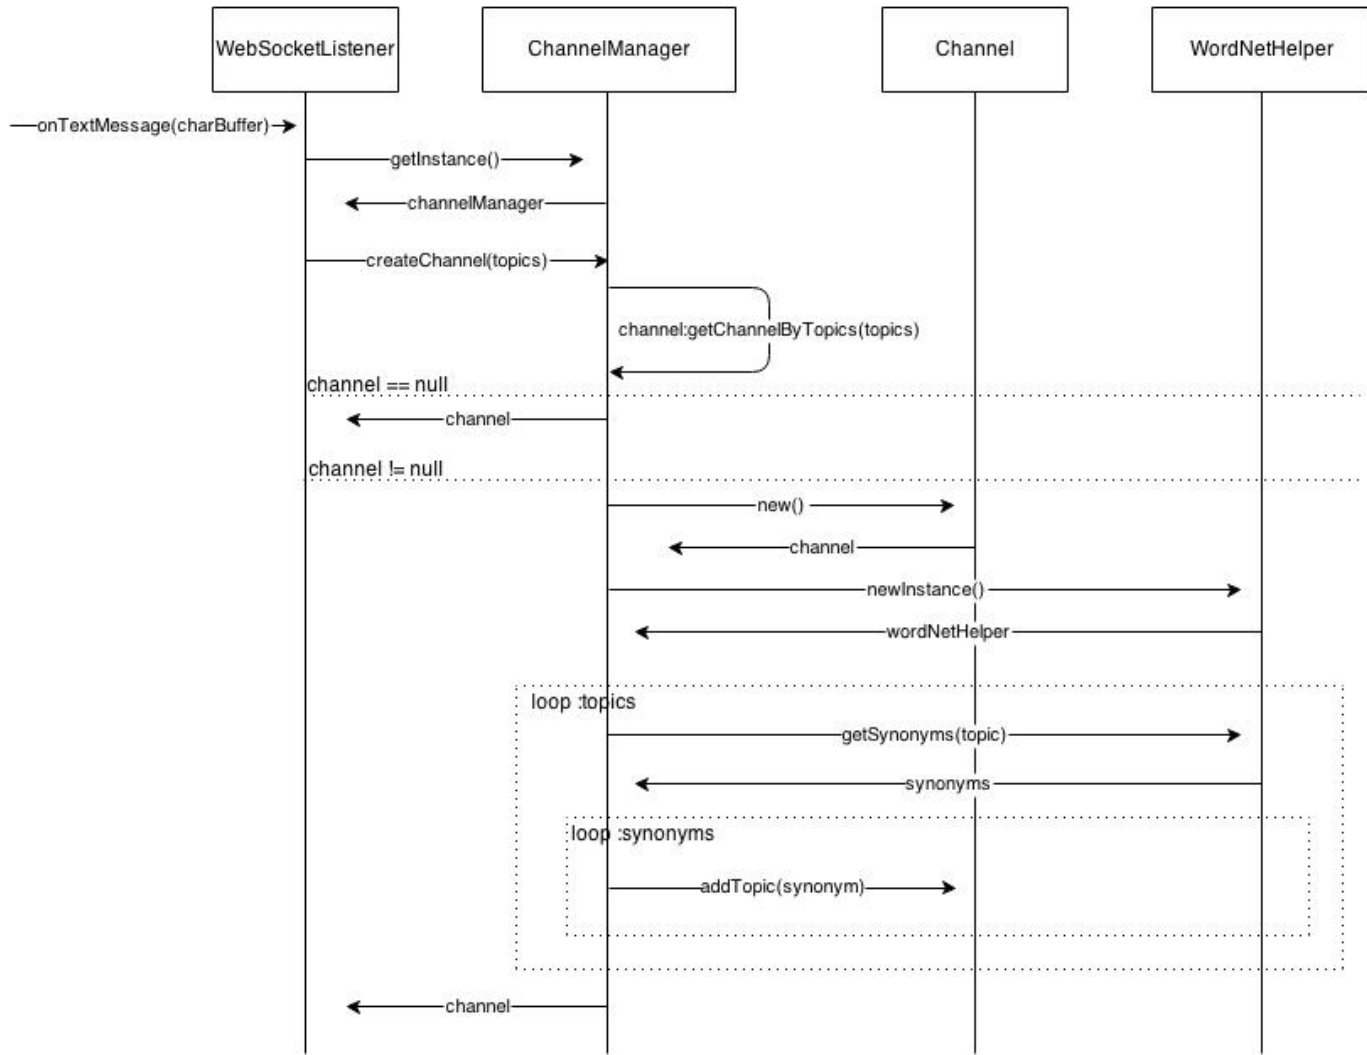 WebSocketListener
ChannelManager
Channel
WordNetHelper
onTextMessage(charBuffer)
getInstance()
channelManager
createChannel(topics)
channel:getChannelByTopics(topics)
channel == null
channel
channel != null
new()
channel
newInstance()
wordNetHelper
loop :topics
getSynonyms(topic)
synonyms
loop :synonyms
addTopic(synonym)
channel